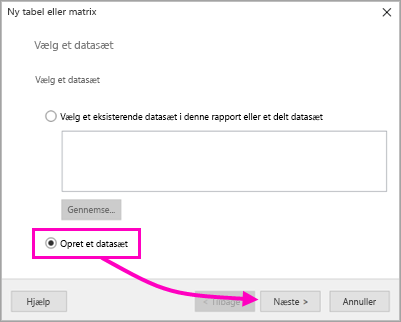 Ny tabel eller matrix
Vælg et datasæt
Vælg et datasæt
Vælg et eksisterende datasæt i denne rapport eller et delt datasæt
Gennemse...
Opret et datasæt
Hjælp
< Tilbage
Næste >
Annuller